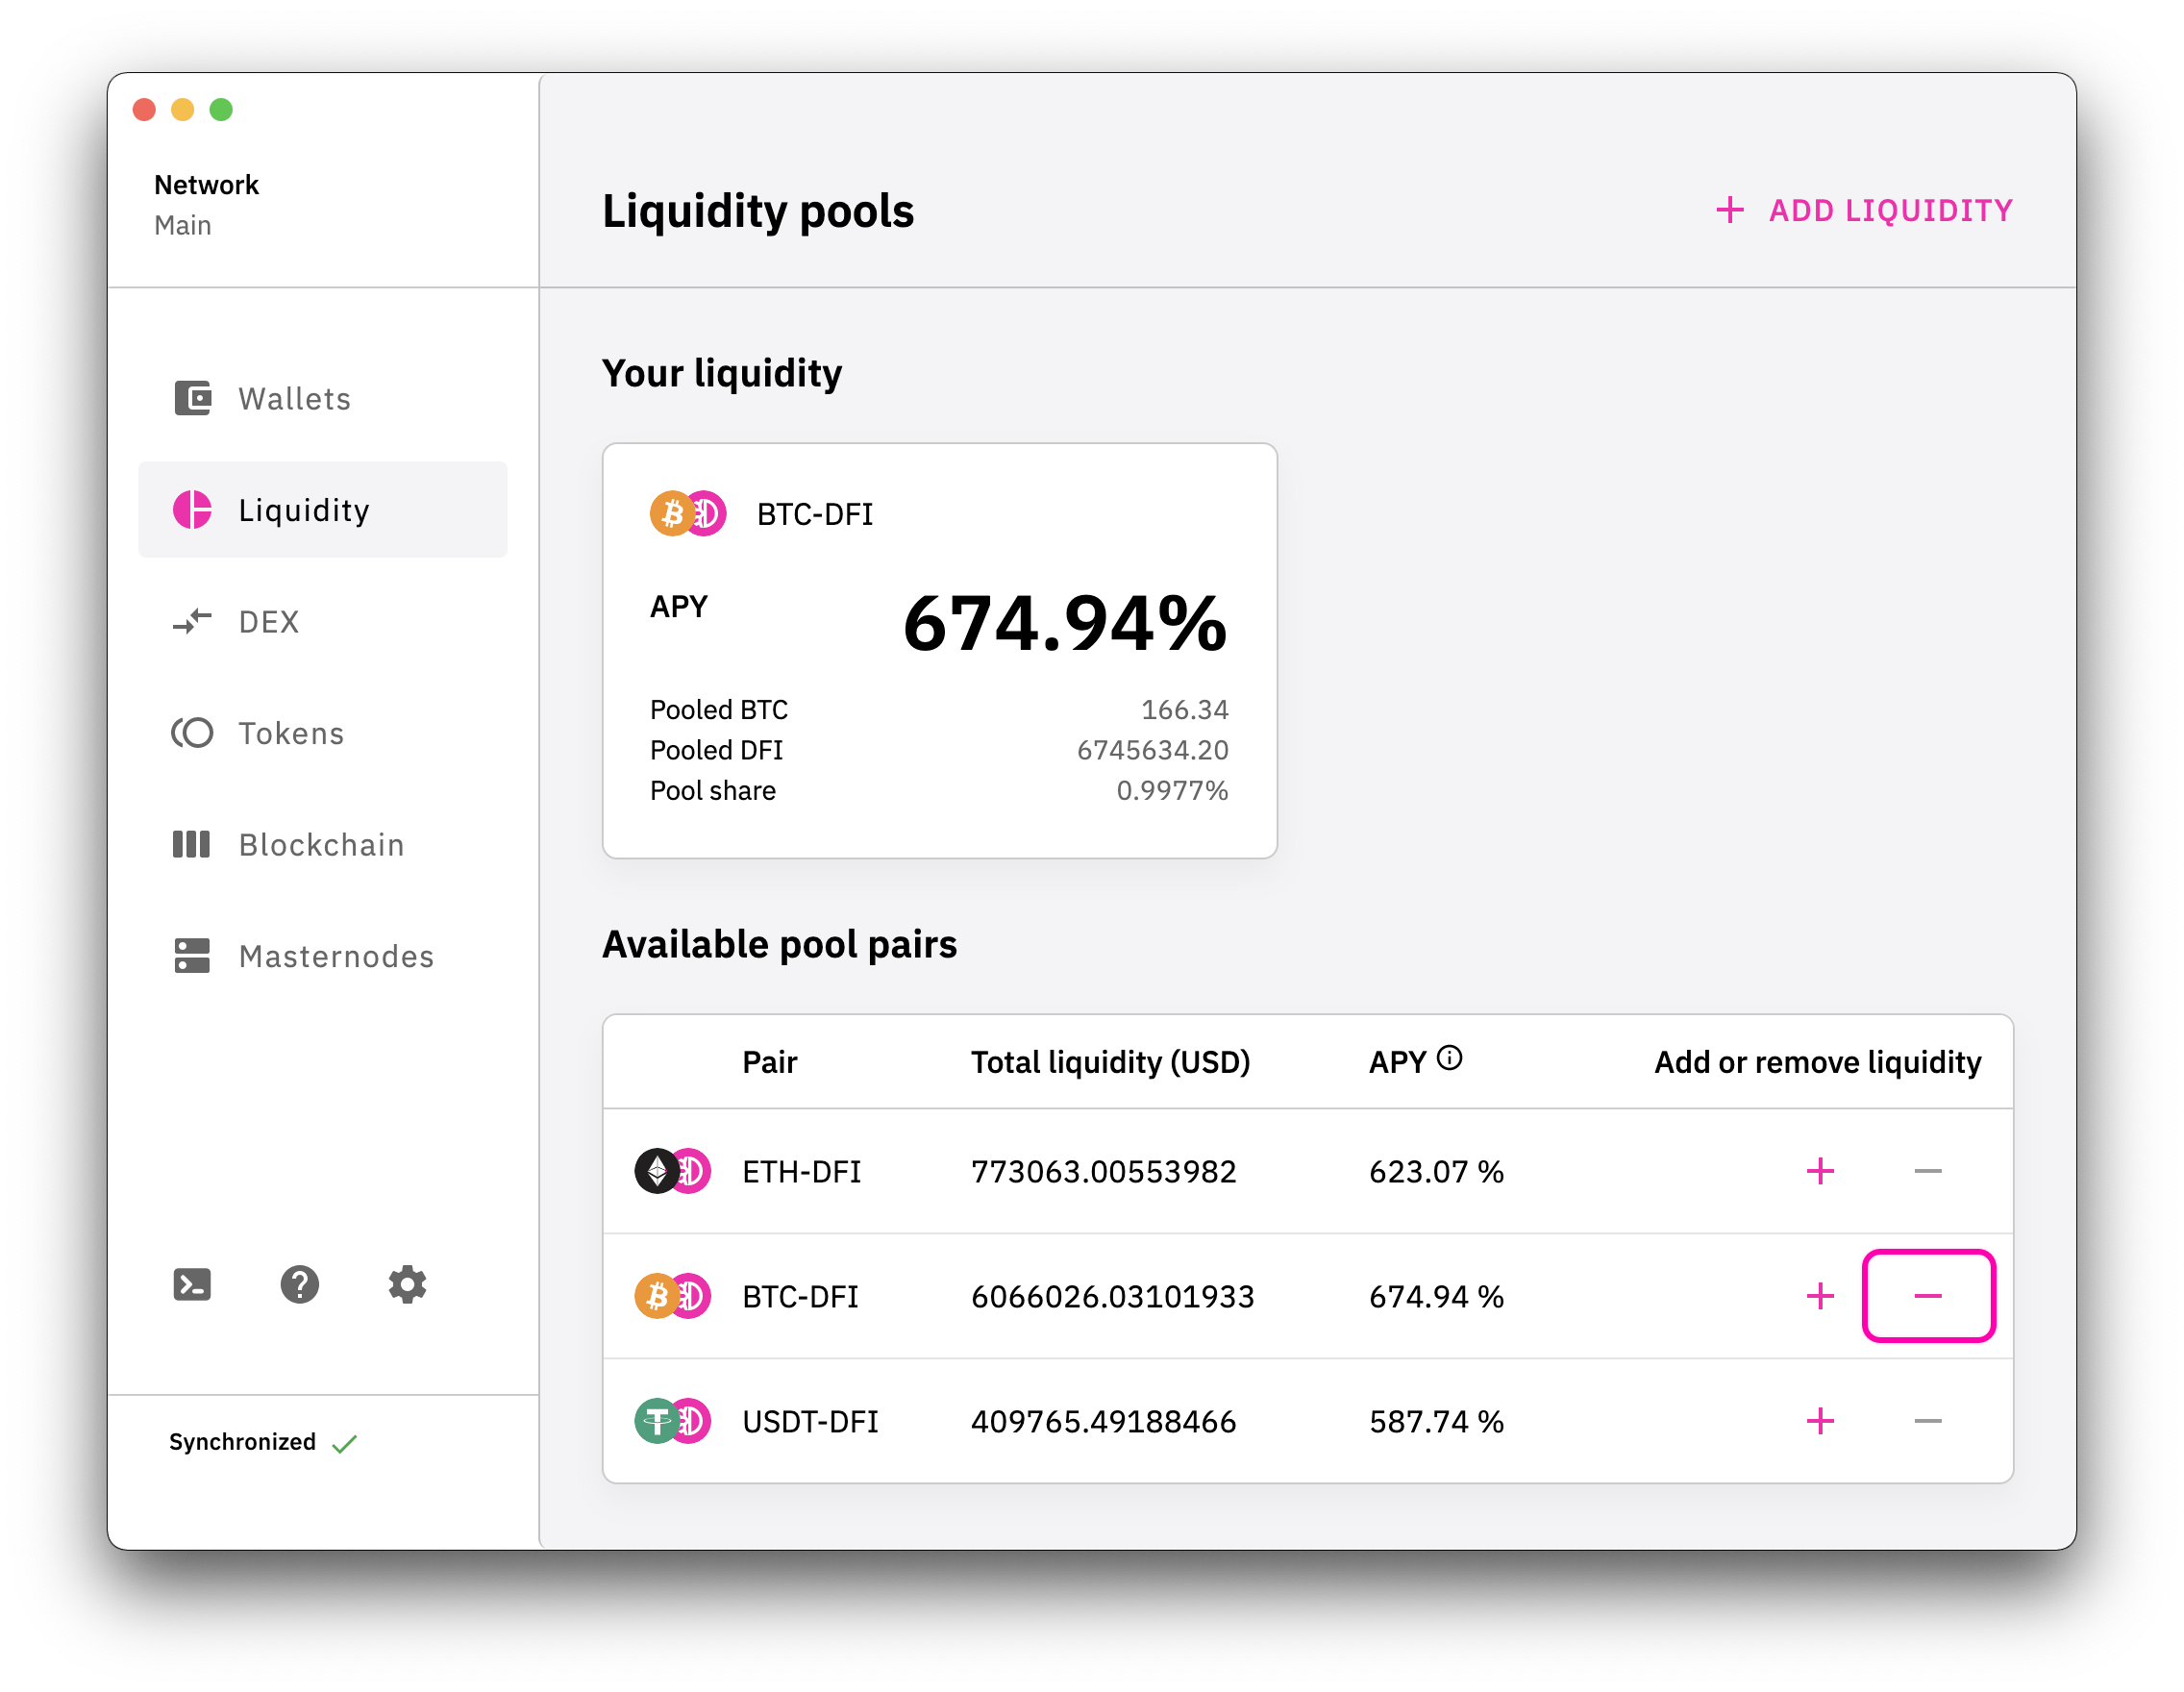 Network
Main
Liquidity pools
+ ADD LIQUIDITY
Wallets
Liquidity
DEX
Tokens
Blockchain
Masternodes
Synchronized
Your liquidity
BTC-DFI
APY 674.94%
Pooled BTC 166.34
Pooled DFI 6745634.20
Pool share 0.9977%
Available pool pairs
Pair Total liquidity (USD) APY Add or remove liquidity
ETH-DFI 773063.00553982 623.07 % + −
BTC-DFI 6066026.03101933 674.94 % + −
USDT-DFI 409765.49188466 587.74 % + −